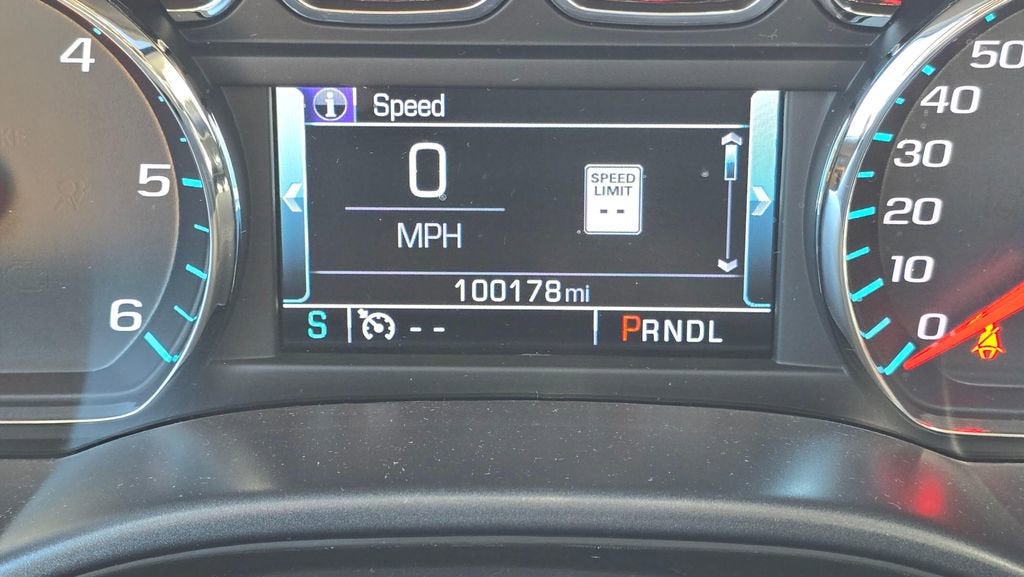 4
5
6
i Speed
0
MPH
SPEED
LIMIT
--
100178mi
S -- PRNDL
50
40
30
20
10
0